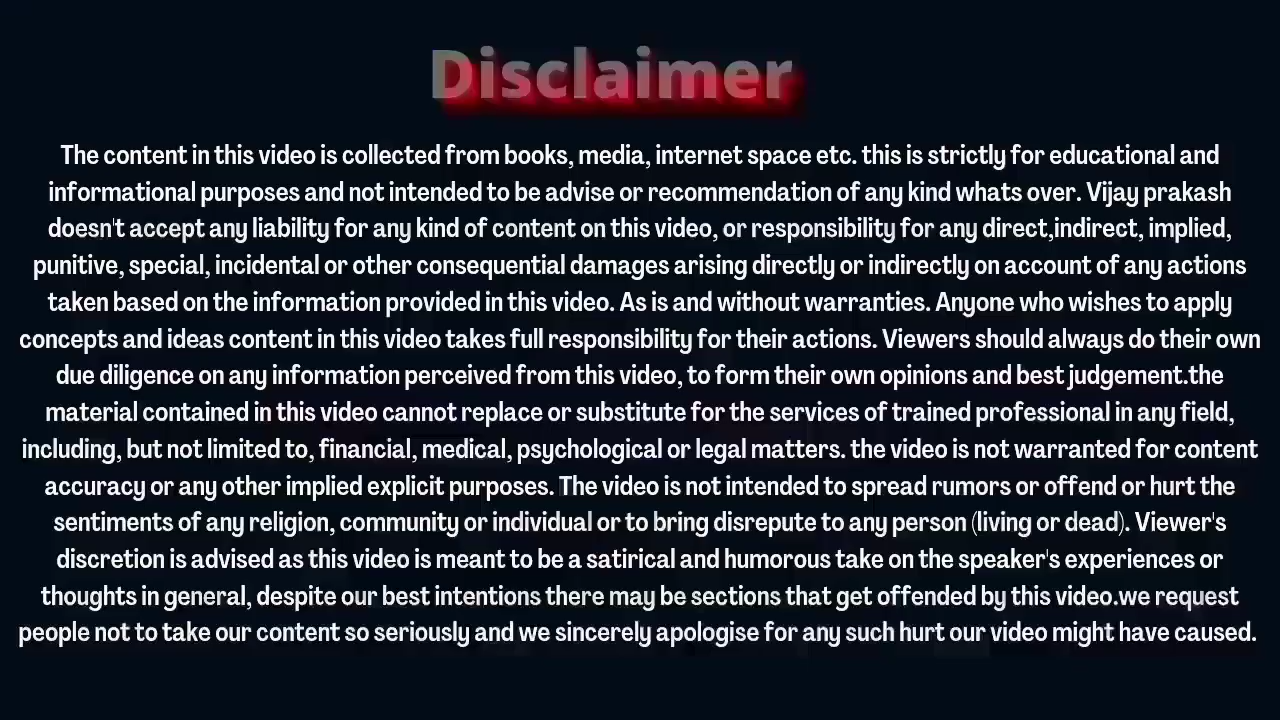 Disclaimer
The content in this video is collected from books, media, internet space etc. this is strictly for educational and
informational purposes and not intended to be advise or recommendation of any kind whats over. Vijay prakash
doesn't accept any liability for any kind of content on this video, or responsibility for any direct,indirect, implied,
punitive, special, incidental or other consequential damages arising directly or indirectly on account of any actions
taken based on the information provided in this video. As is and without warranties. Anyone who wishes to apply
concepts and ideas content in this video takes full responsibility for their actions. Viewers should always do their own
due diligence on any information perceived from this video, to form their own opinions and best judgement.the
material contained in this video cannot replace or substitute for the services of trained professional in any field,
including, but not limited to, financial, medical, psychological or legal matters. the video is not warranted for content
accuracy or any other implied explicit purposes. The video is not intended to spread rumors or offend or hurt the
sentiments of any religion, community or individual or to bring disrepute to any person (living or dead). Viewer's
discretion is advised as this video is meant to be a satirical and humorous take on the speaker's experiences or
thoughts in general, despite our best intentions there may be sections that get offended by this video.we request
people not to take our content so seriously and we sincerely apologise for any such hurt our video might have caused.